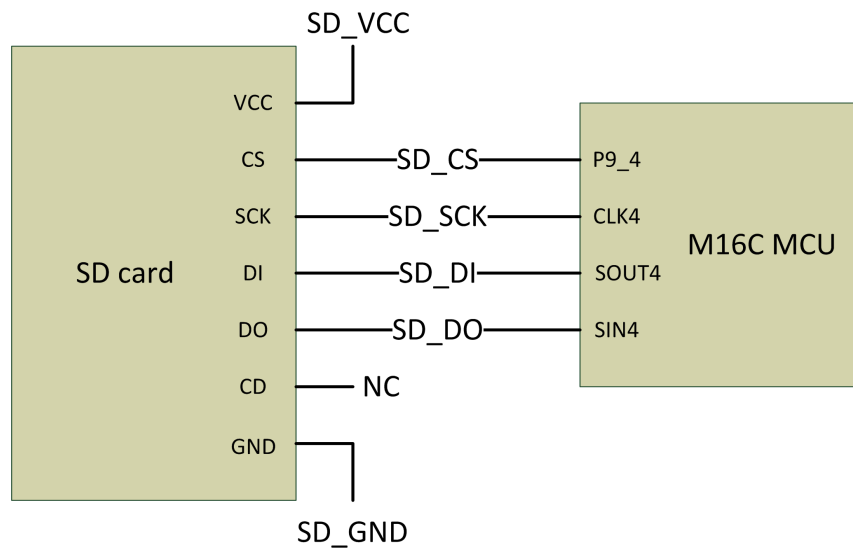 SD_VCC
VCC
CS
SD_CS
P9_4
SCK
SD_SCK
CLK4
M16C MCU
SD card
DI
SD_DI
SOUT4
DO
SD_DO
SIN4
CD
NC
GND
SD_GND